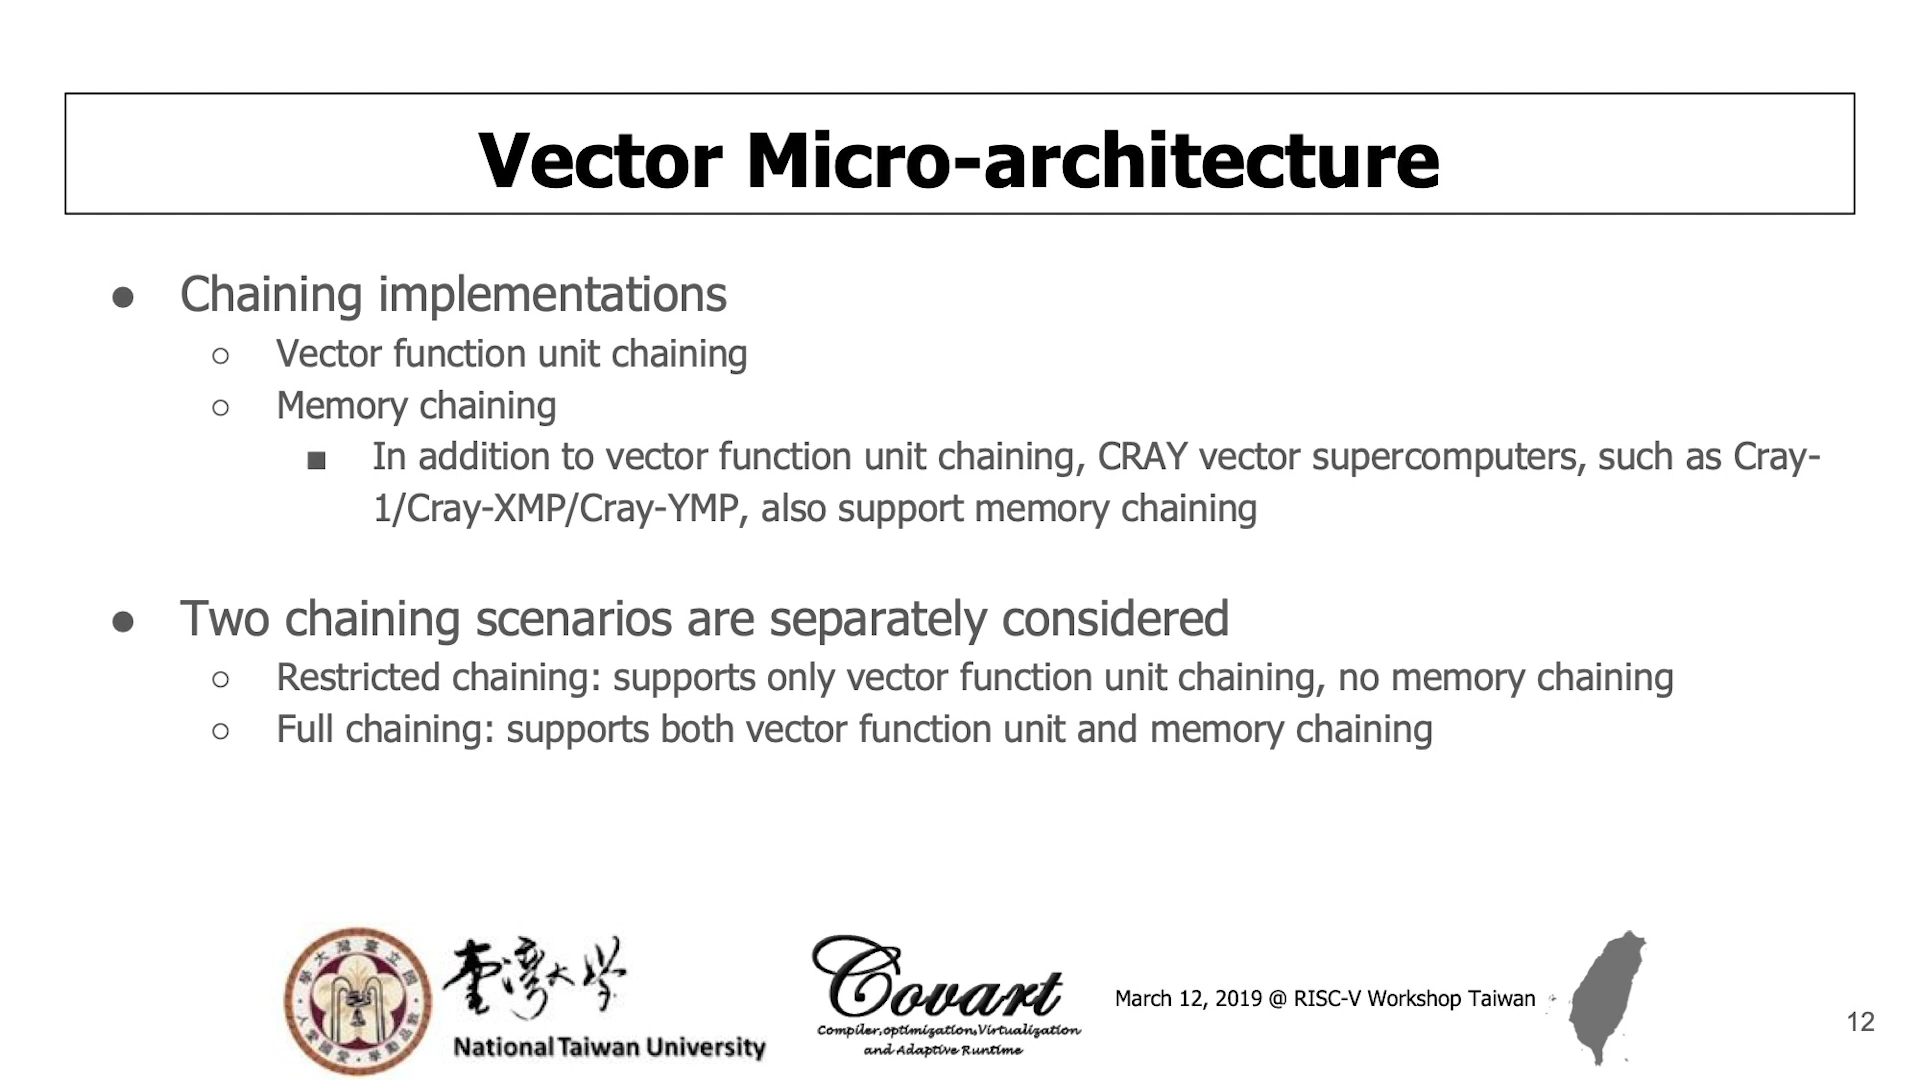 Vector Micro-architecture
● Chaining implementations
○ Vector function unit chaining
○ Memory chaining
■ In addition to vector function unit chaining, CRAY vector supercomputers, such as Cray-
1/Cray-XMP/Cray-YMP, also support memory chaining
● Two chaining scenarios are separately considered
○ Restricted chaining: supports only vector function unit chaining, no memory chaining
○ Full chaining: supports both vector function unit and memory chaining
臺灣大學
National Taiwan University
Covart
Compiler,optimization,Virtualization
and Adaptive Runtime
March 12, 2019 @ RISC-V Workshop Taiwan
12